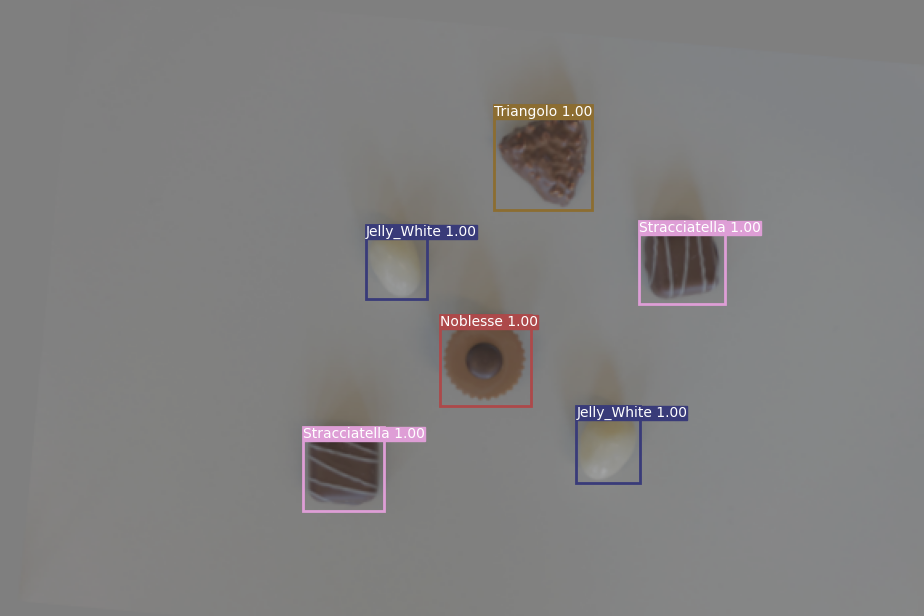 Triangolo 1.00
Stracciatella 1.00
Jelly_White 1.00
Noblesse 1.00
Jelly_White 1.00
Stracciatella 1.00